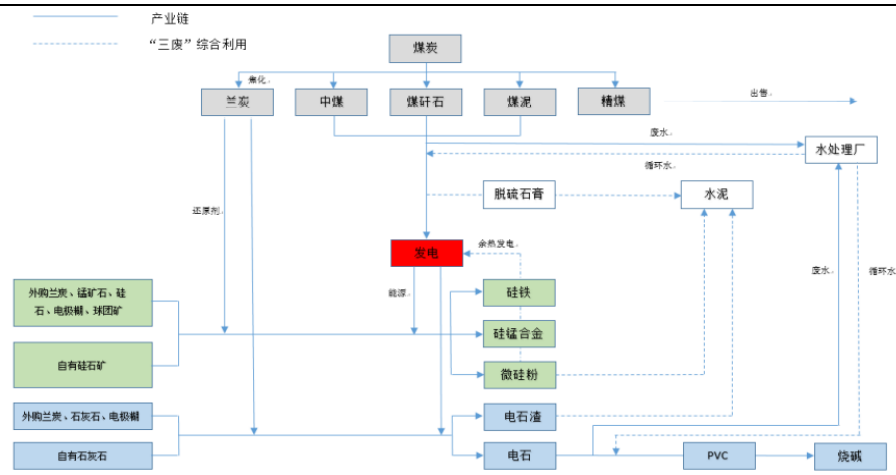 产业链
“三废”综合利用
煤炭
焦化
兰炭
中煤
煤矸石
煤泥
精煤
出售
废水
水处理厂
循环水
脱硫石膏
水泥
还原剂
发电
余热发电
废水
循环水
能源
外购兰炭、锰矿石、硅
石、电极糊、球团矿
硅铁
硅锰合金
自有硅石矿
微硅粉
外购兰炭、石灰石、电极糊
电石渣
自有石灰石
电石
PVC
烧碱